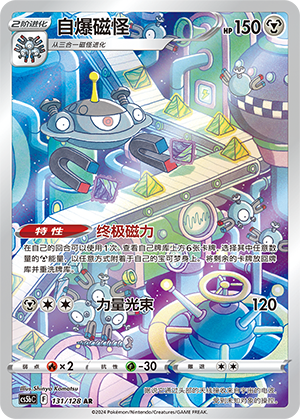 2阶进化
自爆磁怪
HP 150
从三合一磁怪进化
特性 终极磁力
在自己的回合可以使用1次。查看自己牌库上方6张卡牌，选择其中任意数
量的能量，以任意方式附着于自己的宝可梦身上。将剩余的卡牌放回牌
库并重洗牌库。
力量光束 120
弱点 ×2 抵抗力 -30 撤退
Illus. Shinya Komatsu
CS5bC F 131/128 AR
©2024 Pokémon/Nintendo/Creatures/GAME FREAK.